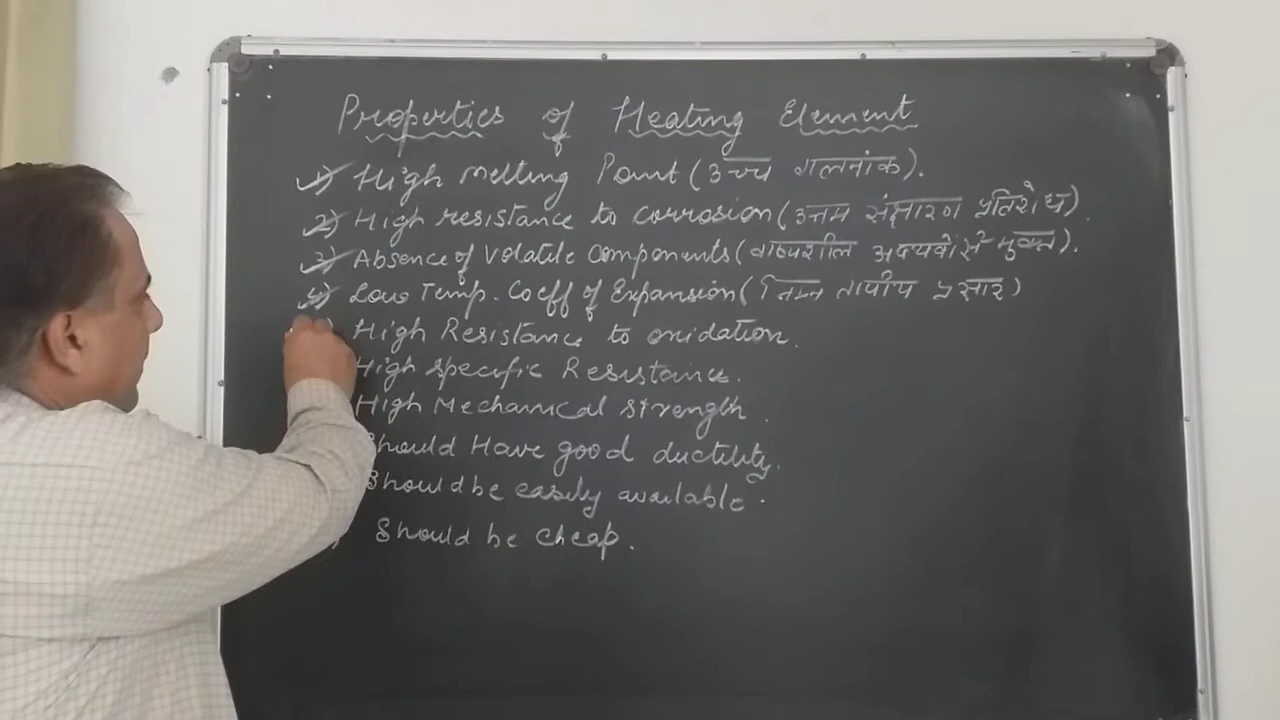 Properties of Heating Element
1) High melting Point (उच्च गलनांक).
2) High resistance to corrosion (उत्तम संक्षारण प्रतिरोध).
3) Absence of Volatile Components (वाष्पशील अवयवों से मुक्त).
4) Low Temp. Coeff of Expansion (निम्न तापीय प्रसार)
High Resistance to oxidation.
High specific Resistance.
High Mechanical strength.
Should Have good ductility.
Should be easily available.
Should be cheap.